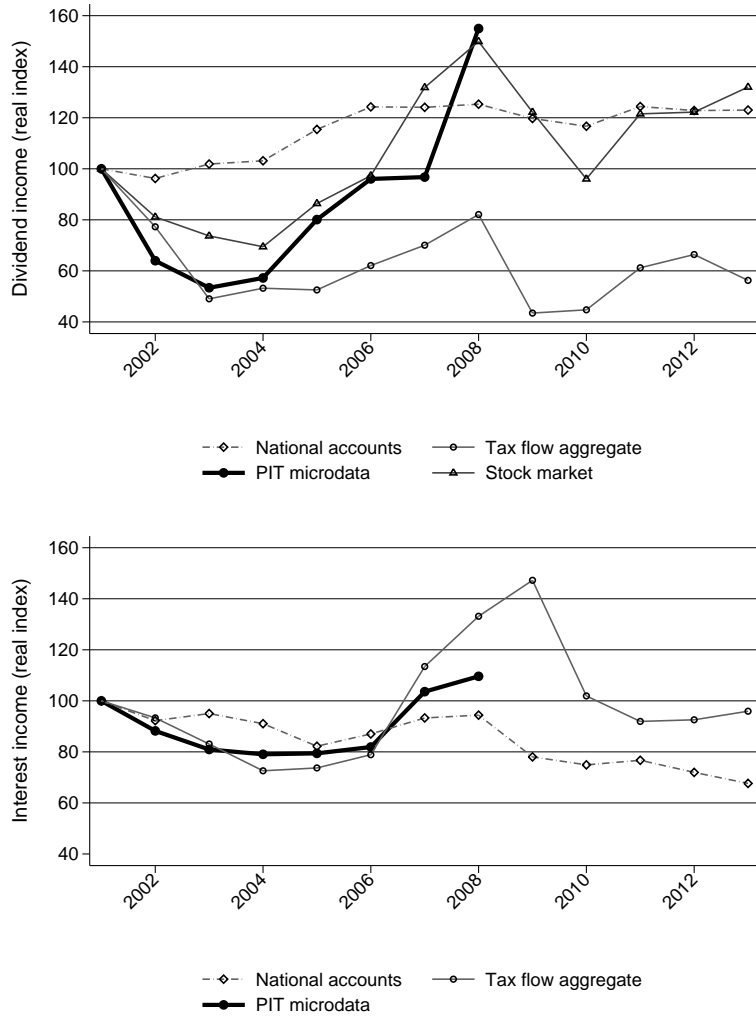 Dividend income (real index)
160
140
120
100
80
60
40
2002 2004 2006 2008 2010 2012
National accounts Tax flow aggregate
PIT microdata Stock market
Interest income (real index)
160
140
120
100
80
60
40
2002 2004 2006 2008 2010 2012
National accounts Tax flow aggregate
PIT microdata